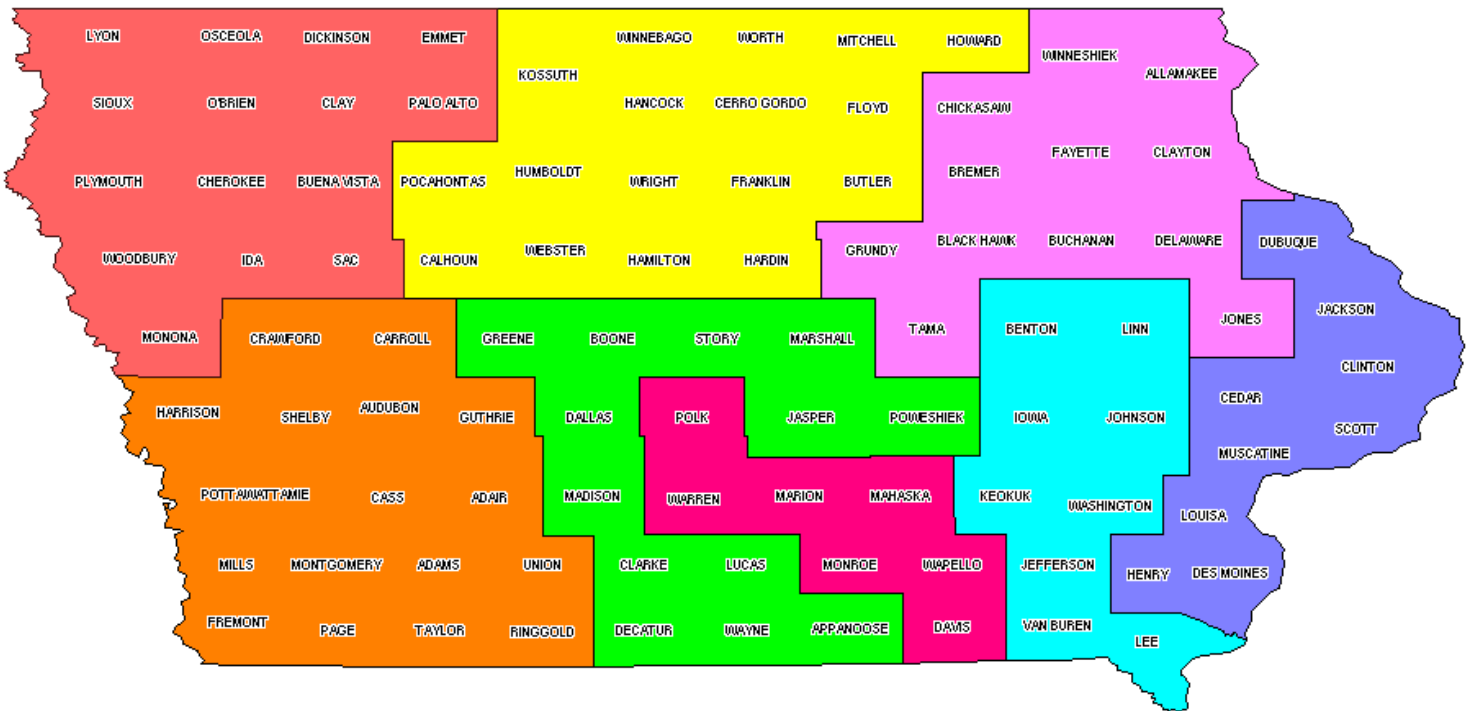 LYON OSCEOLA DICKINSON EMMET WINNEBAGO WORTH MITCHELL HOWARD
WINNESHIEK ALLAMAKEE
KOSSUTH
SIOUX O'BRIEN CLAY PALO ALTO HANCOCK CERRO GORDO FLOYD CHICKASAW
FAYETTE CLAYTON
PLYMOUTH CHEROKEE BUENA VISTA POCAHONTAS HUMBOLDT WRIGHT FRANKLIN BUTLER BREMER
WOODBURY IDA SAC CALHOUN WEBSTER HAMILTON HARDIN GRUNDY BLACK HAWK BUCHANAN DELAWARE DUBUQUE
MONONA CRAWFORD CARROLL GREENE BOONE STORY MARSHALL TAMA BENTON LINN JONES JACKSON
CLINTON
HARRISON SHELBY AUDUBON GUTHRIE DALLAS POLK JASPER POWESHIEK IOWA JOHNSON CEDAR
SCOTT
MUSCATINE
POTTAWATTAMIE CASS ADAIR MADISON WARREN MARION MAHASKA KEOKUK WASHINGTON LOUISA
MILLS MONTGOMERY ADAMS UNION CLARKE LUCAS MONROE WAPELLO JEFFERSON HENRY DES MOINES
FREMONT PAGE TAYLOR RINGGOLD DECATUR WAYNE APPANOOSE DAVIS VAN BUREN LEE